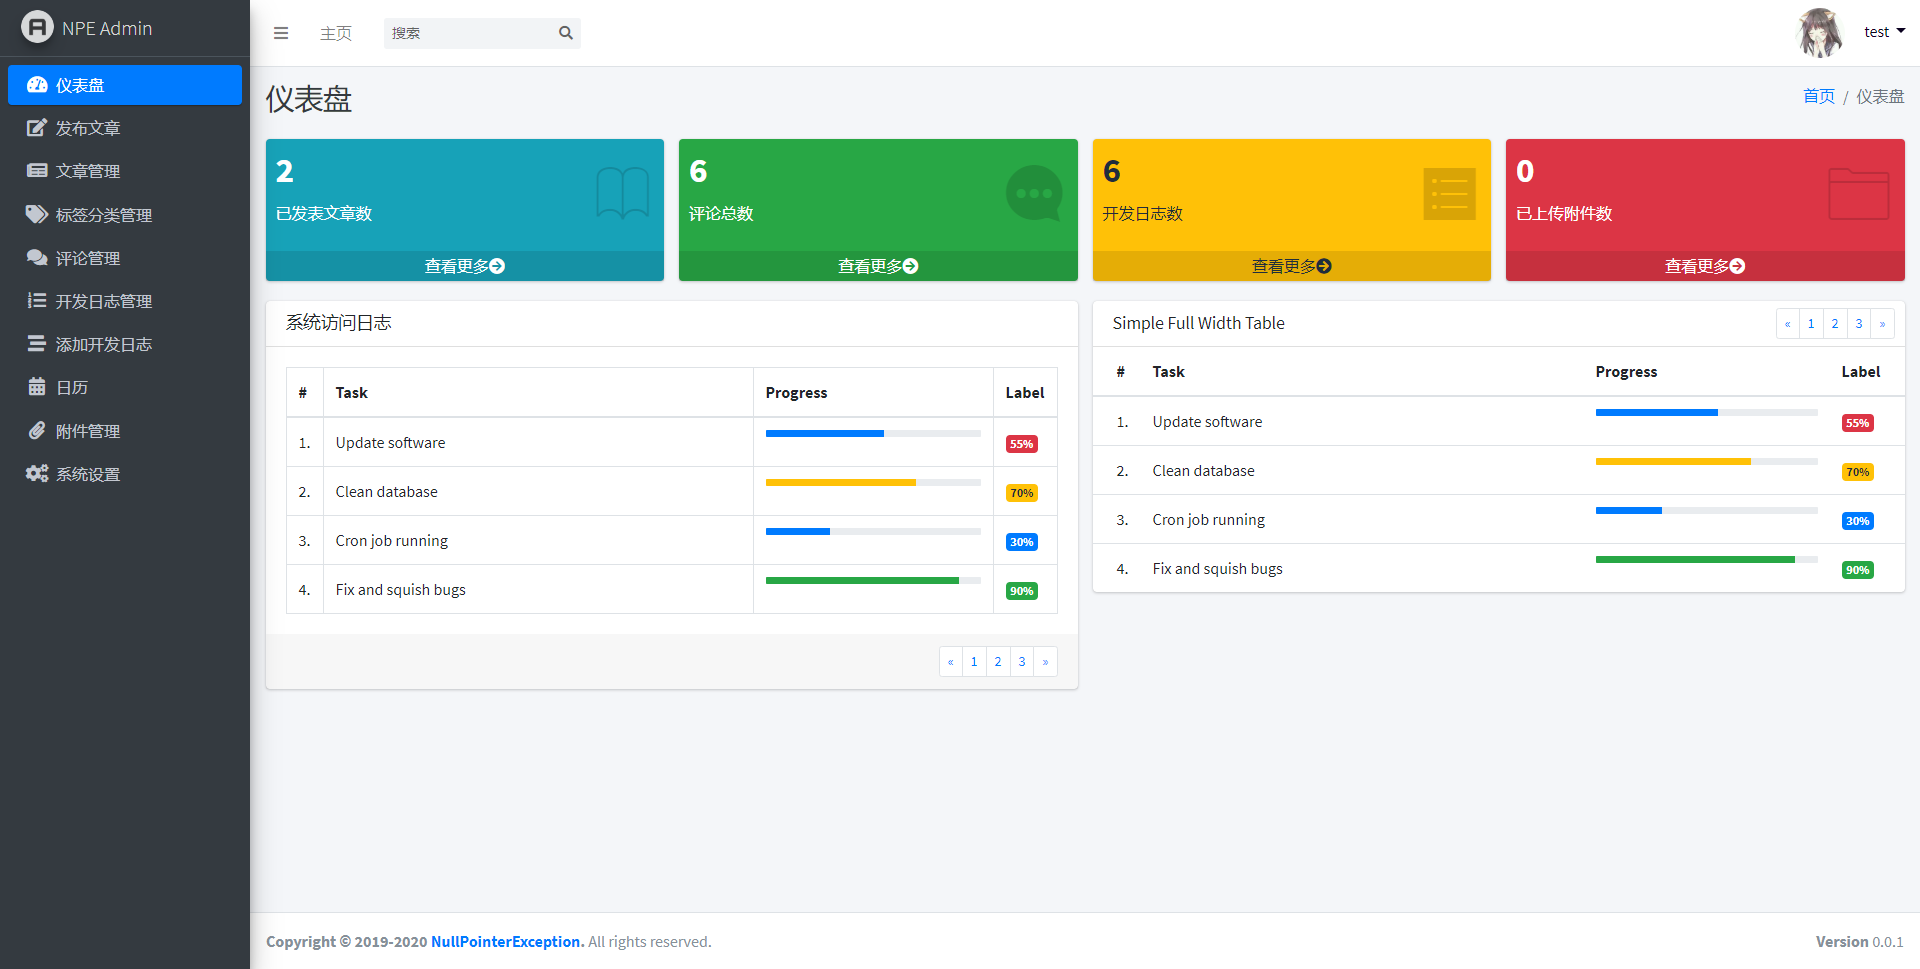 NPE Admin
仪表盘
发布文章
文章管理
标签分类管理
评论管理
开发日志管理
添加开发日志
日历
附件管理
系统设置
主页
搜索
test
仪表盘
首页 / 仪表盘
2
已发表文章数
查看更多
6
评论总数
查看更多
6
开发日志数
查看更多
0
已上传附件数
查看更多
系统访问日志
# Task Progress Label
1. Update software 55%
2. Clean database 70%
3. Cron job running 30%
4. Fix and squish bugs 90%
« 1 2 3 »
Simple Full Width Table
« 1 2 3 »
# Task Progress Label
1. Update software 55%
2. Clean database 70%
3. Cron job running 30%
4. Fix and squish bugs 90%
Copyright © 2019-2020 NullPointerException. All rights reserved.
Version 0.0.1